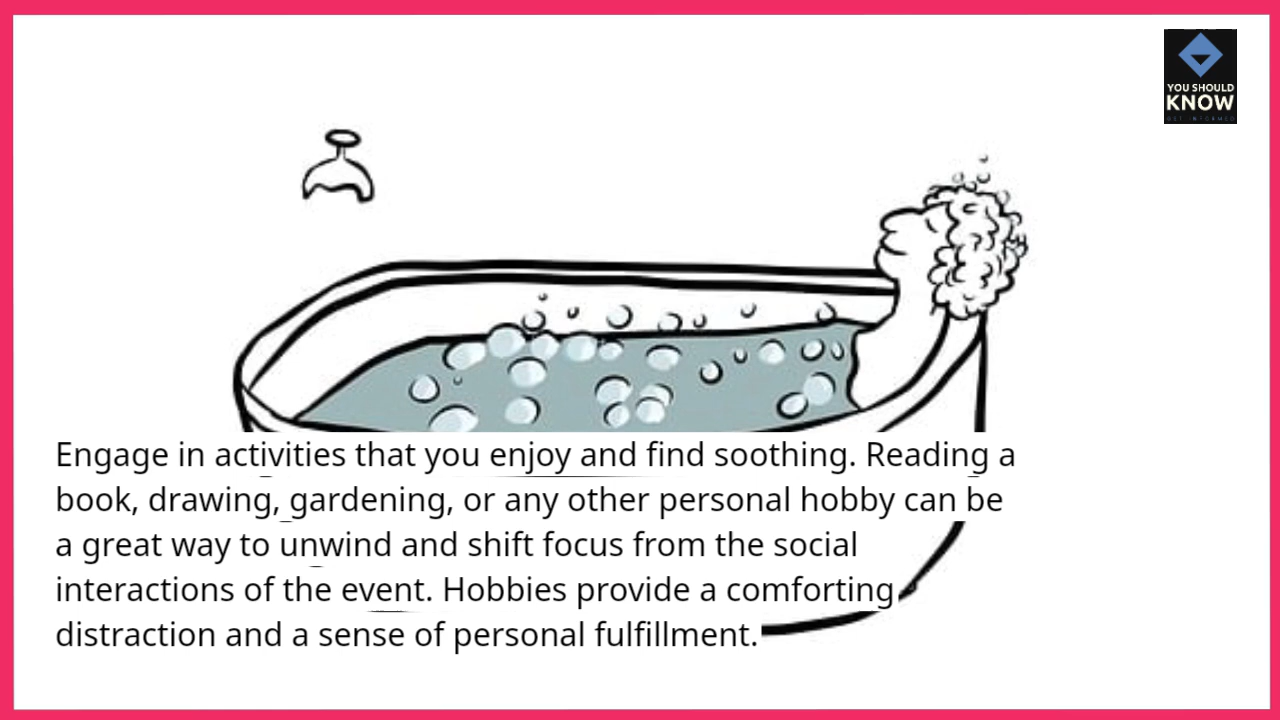 YOU SHOULD
KNOW
GET INFORMED
Engage in activities that you enjoy and find soothing. Reading a
book, drawing, gardening, or any other personal hobby can be
a great way to unwind and shift focus from the social
interactions of the event. Hobbies provide a comforting
distraction and a sense of personal fulfillment.